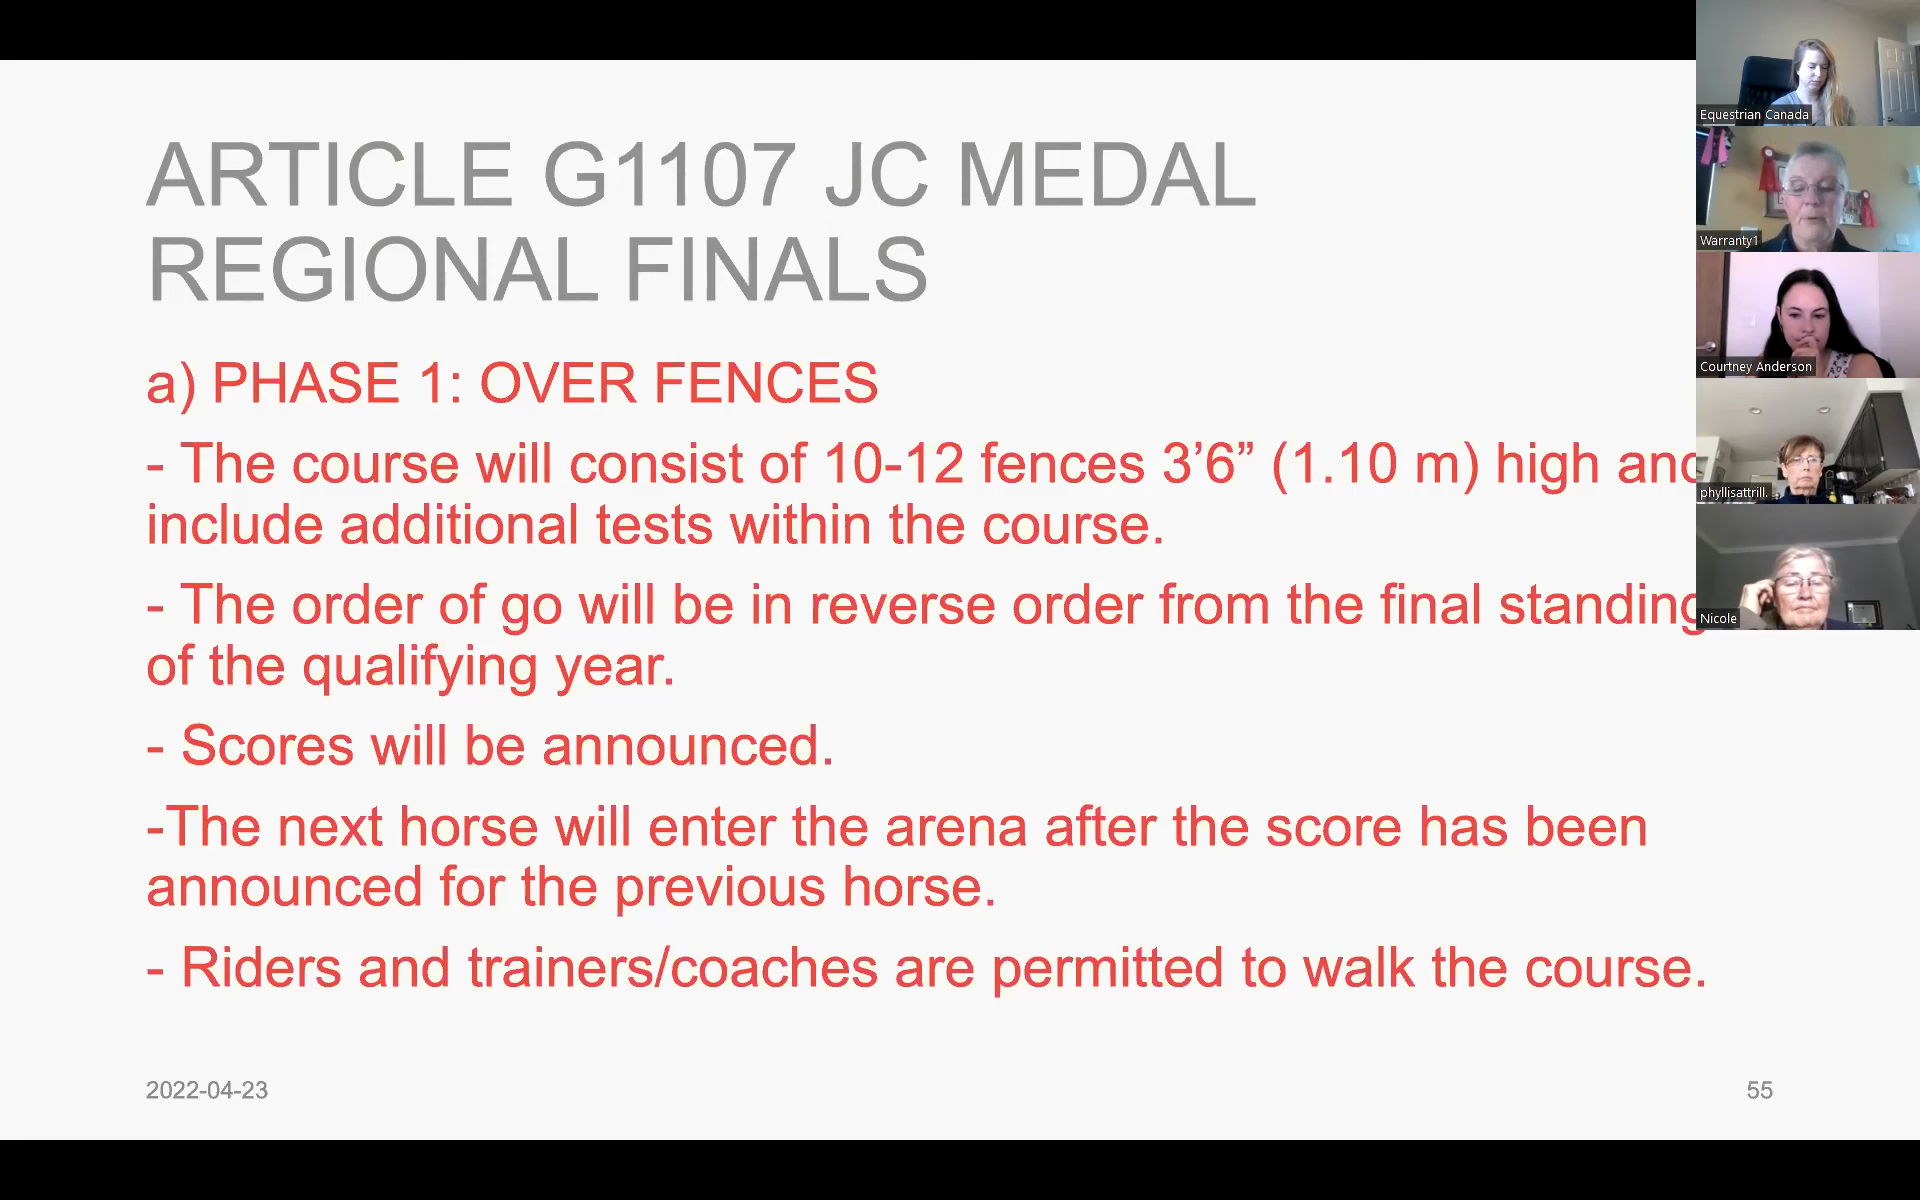 ARTICLE G1107 JC MEDAL
REGIONAL FINALS
a) PHASE 1: OVER FENCES
- The course will consist of 10-12 fences 3’6” (1.10 m) high and
include additional tests within the course.
- The order of go will be in reverse order from the final standing
of the qualifying year.
- Scores will be announced.
-The next horse will enter the arena after the score has been
announced for the previous horse.
- Riders and trainers/coaches are permitted to walk the course.
2022-04-23
55
Equestrian Canada
Warranty1
Courtney Anderson
phyllisattrill.
Nicole